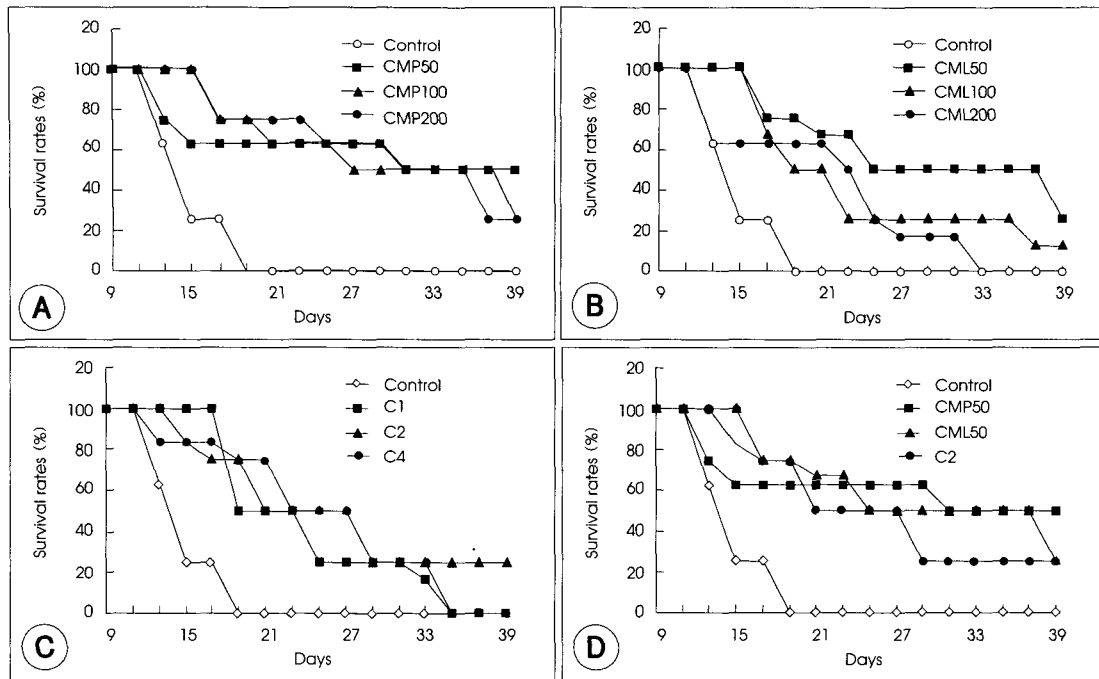 20
100
80
60
40
20
0
Survival rates (%)
9
15
21
27
33
39
Days
Control
CMP50
CMP100
CMP200
A
20
100
80
60
40
20
0
Survival rates (%)
9
15
21
27
33
39
Days
Control
CML50
CML100
CML200
B
20
100
80
60
40
20
0
Survival rates (%)
9
15
21
27
33
39
Days
Control
C1
C2
C4
C
20
100
80
60
40
20
0
Survival rates (%)
9
15
21
27
33
39
Days
Control
CMP50
CML50
C2
D